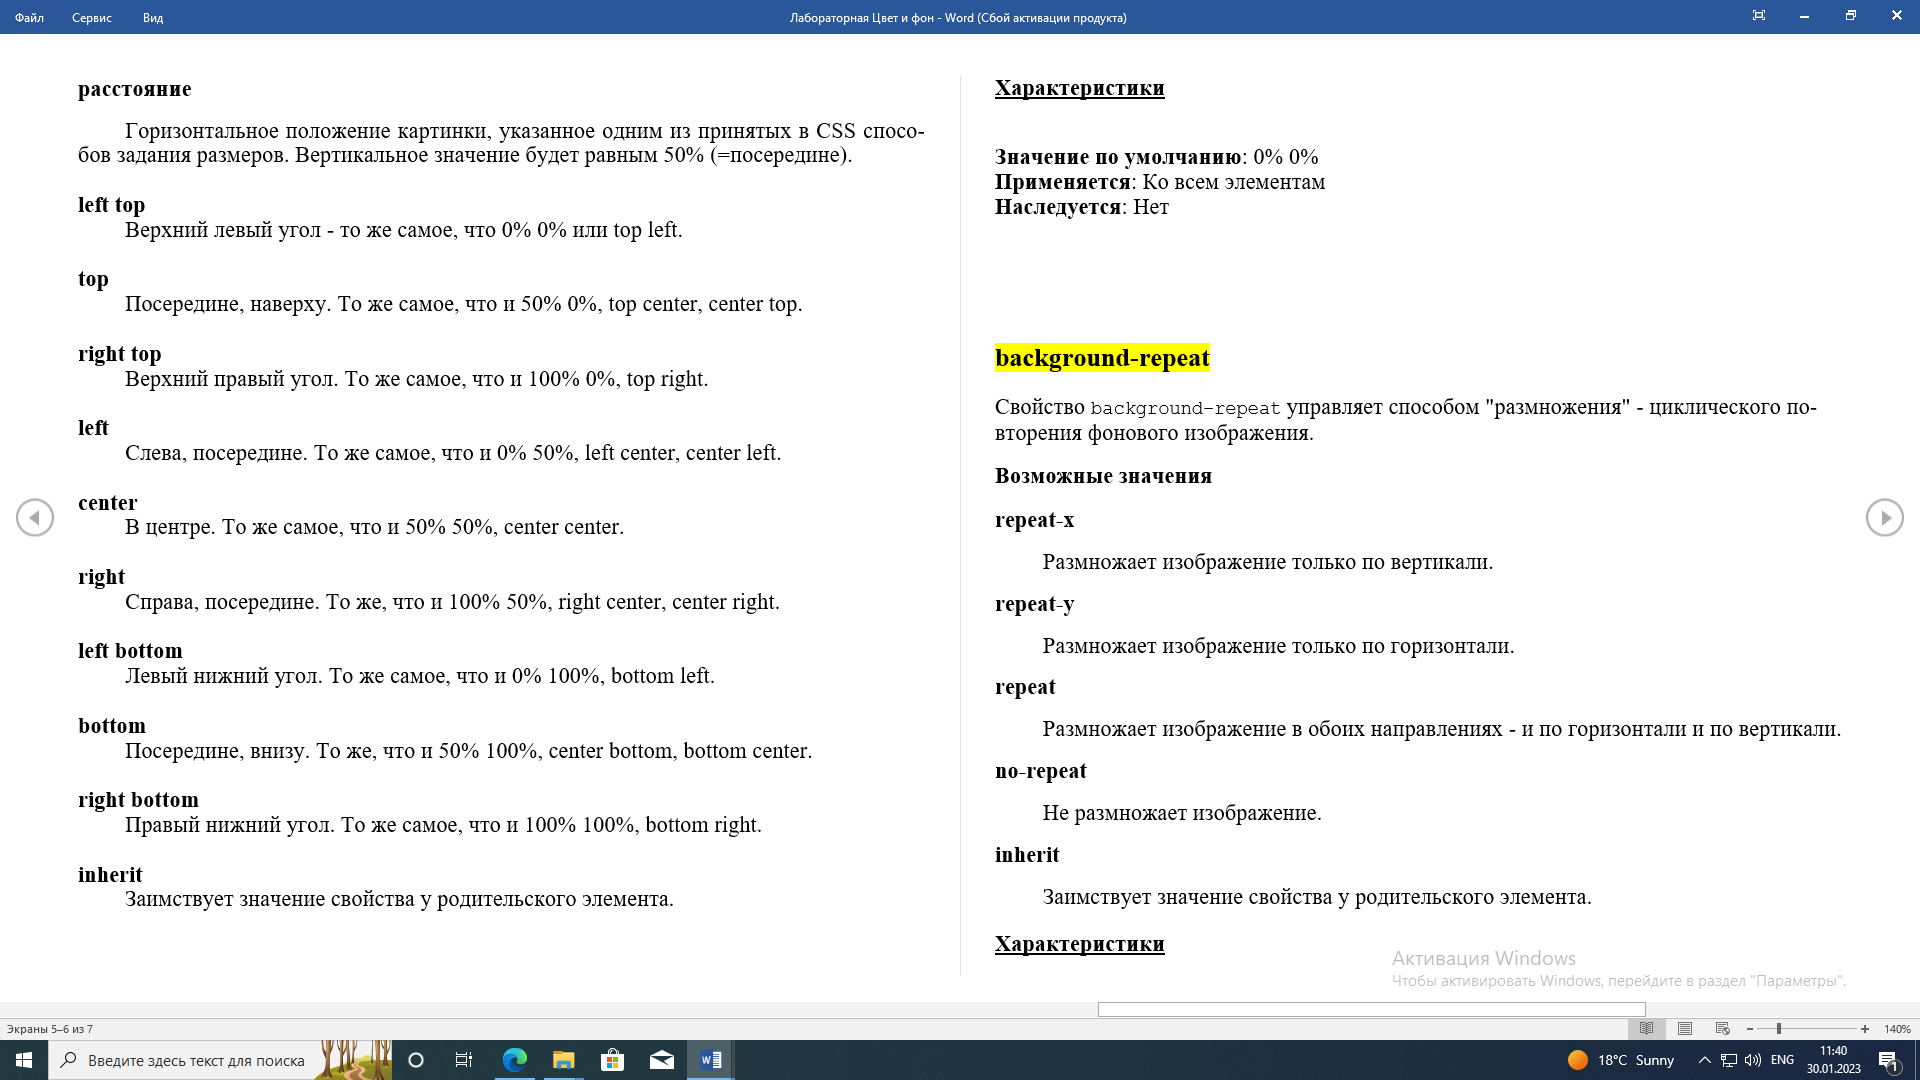 Файл Сервис Вид
Лабораторная Цвет и фон - Word (Сбой активации продукта)
расстояние
Горизонтальное положение картинки, указанное одним из принятых в CSS спосо-
бов задания размеров. Вертикальное значение будет равным 50% (=посередине).
left top
Верхний левый угол - то же самое, что 0% 0% или top left.
top
Посередине, наверху. То же самое, что и 50% 0%, top center, center top.
right top
Верхний правый угол. То же самое, что и 100% 0%, top right.
left
Слева, посередине. То же самое, что и 0% 50%, left center, center left.
center
В центре. То же самое, что и 50% 50%, center center.
right
Справа, посередине. То же, что и 100% 50%, right center, center right.
left bottom
Левый нижний угол. То же самое, что и 0% 100%, bottom left.
bottom
Посередине, внизу. То же, что и 50% 100%, center bottom, bottom center.
right bottom
Правый нижний угол. То же самое, что и 100% 100%, bottom right.
inherit
Заимствует значение свойства у родительского элемента.
Характеристики
Значение по умолчанию: 0% 0%
Применяется: Ко всем элементам
Наследуется: Нет
background-repeat
Свойство background-repeat управляет способом "размножения" - циклического по-
вторения фонового изображения.
Возможные значения
repeat-x
Размножает изображение только по вертикали.
repeat-y
Размножает изображение только по горизонтали.
repeat
Размножает изображение в обоих направлениях - и по горизонтали и по вертикали.
no-repeat
Не размножает изображение.
inherit
Заимствует значение свойства у родительского элемента.
Характеристики
Активация Windows
Чтобы активировать Windows, перейдите в раздел "Параметры".
Экраны 5–6 из 7
140%
Введите здесь текст для поиска
18°C Sunny
ENG
11:40
30.01.2023
1